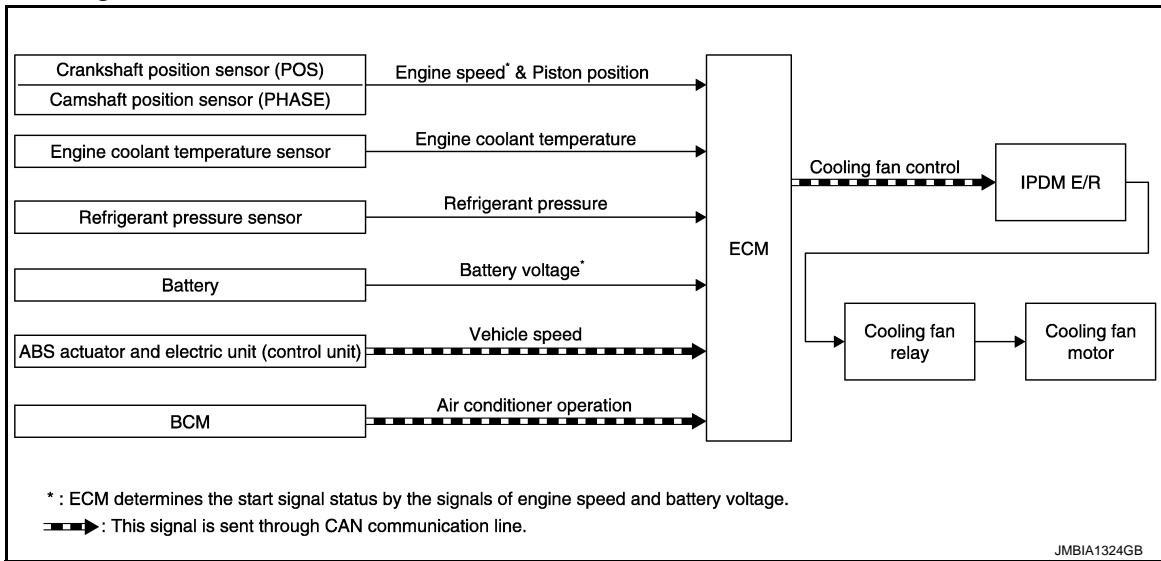 Crankshaft position sensor (POS)
Camshaft position sensor (PHASE)
Engine speed* & Piston position
Engine coolant temperature sensor
Engine coolant temperature
Refrigerant pressure sensor
Refrigerant pressure
Battery
Battery voltage*
ABS actuator and electric unit (control unit)
Vehicle speed
BCM
Air conditioner operation
ECM
Cooling fan control
IPDM E/R
Cooling fan
relay
Cooling fan
motor
* : ECM determines the start signal status by the signals of engine speed and battery voltage.
: This signal is sent through CAN communication line.
JMBIA1324GB